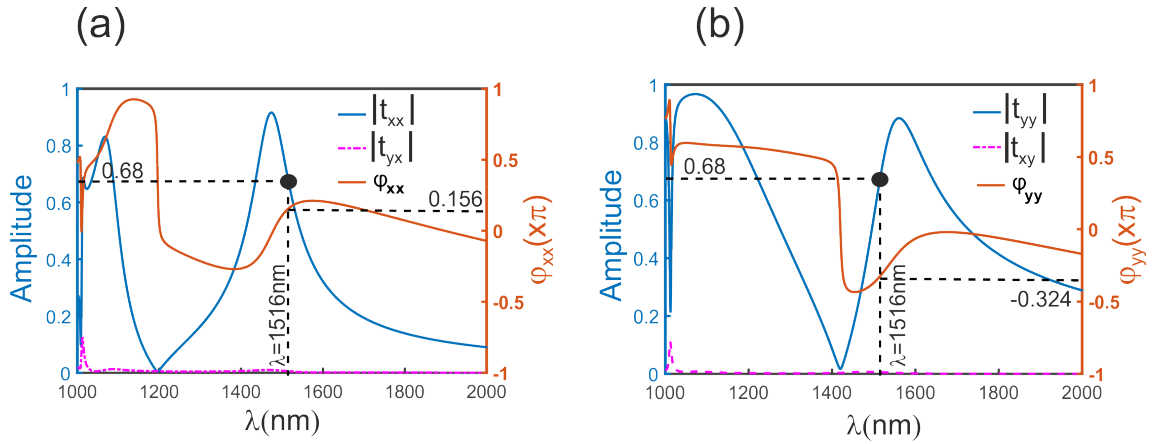 (a)
(b)
1
0.8
0.6
0.4
0.2
0
Amplitude
1000
1200
1400
1600
1800
2000
λ(nm)
1
0.5
0
-0.5
-1
φxx(xπ)
|txx|
|tyx|
φxx
0.68
0.156
λ=1516nm
1
0.8
0.6
0.4
0.2
0
Amplitude
1000
1200
1400
1600
1800
2000
λ(nm)
1
0.5
0
-0.5
-1
φyy(xπ)
|tyy|
|txy|
φyy
0.68
-0.324
λ=1516nm